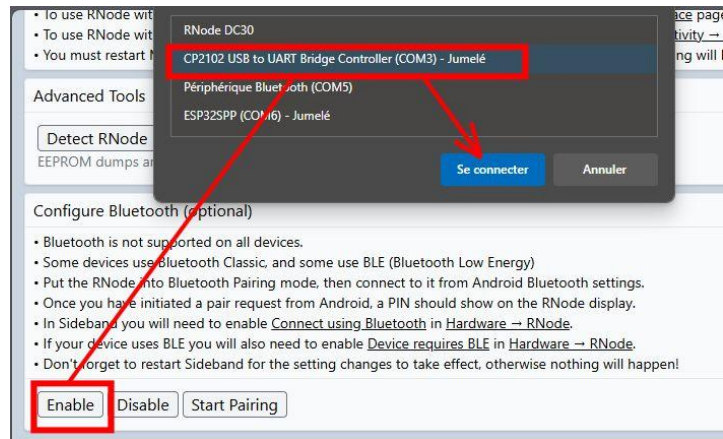 • To use RNode wit
• To use RNode wit
• You must restart
ace page
tivity →
ng will
RNode DC30
CP2102 USB to UART Bridge Controller (COM3) - Jumelé
Périphérique Bluetooth (COM5)
ESP32SPP (COM6) - Jumelé
Se connecter
Annuler
Advanced Tools
Detect RNode
EEPROM dumps ar
Configure Bluetooth (optional)
• Bluetooth is not supported on all devices.
• Some devices use Bluetooth Classic, and some use BLE (Bluetooth Low Energy)
• Put the RNode into Bluetooth Pairing mode, then connect to it from Android Bluetooth settings.
• Once you have initiated a pair request from Android, a PIN should show on the RNode display.
• In Sideband you will need to enable Connect using Bluetooth in Hardware → RNode.
• If your device uses BLE you will also need to enable Device requires BLE in Hardware → RNode.
• Don't forget to restart Sideband for the setting changes to take effect, otherwise nothing will happen!
Enable
Disable
Start Pairing